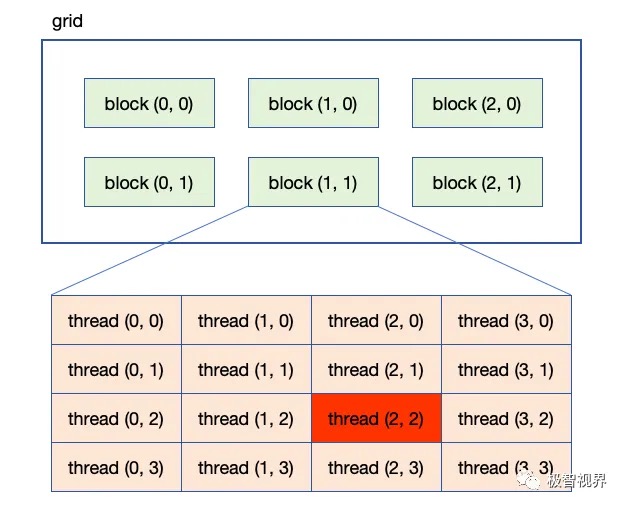 grid
block (0, 0) block (1, 0) block (2, 0)
block (0, 1) block (1, 1) block (2, 1)
thread (0, 0) thread (1, 0) thread (2, 0) thread (3, 0)
thread (0, 1) thread (1, 1) thread (2, 1) thread (3, 1)
thread (0, 2) thread (1, 2) thread (2, 2) thread (3, 2)
thread (0, 3) thread (1, 3) thread (2, 3) thread (3, 3)
极智视界